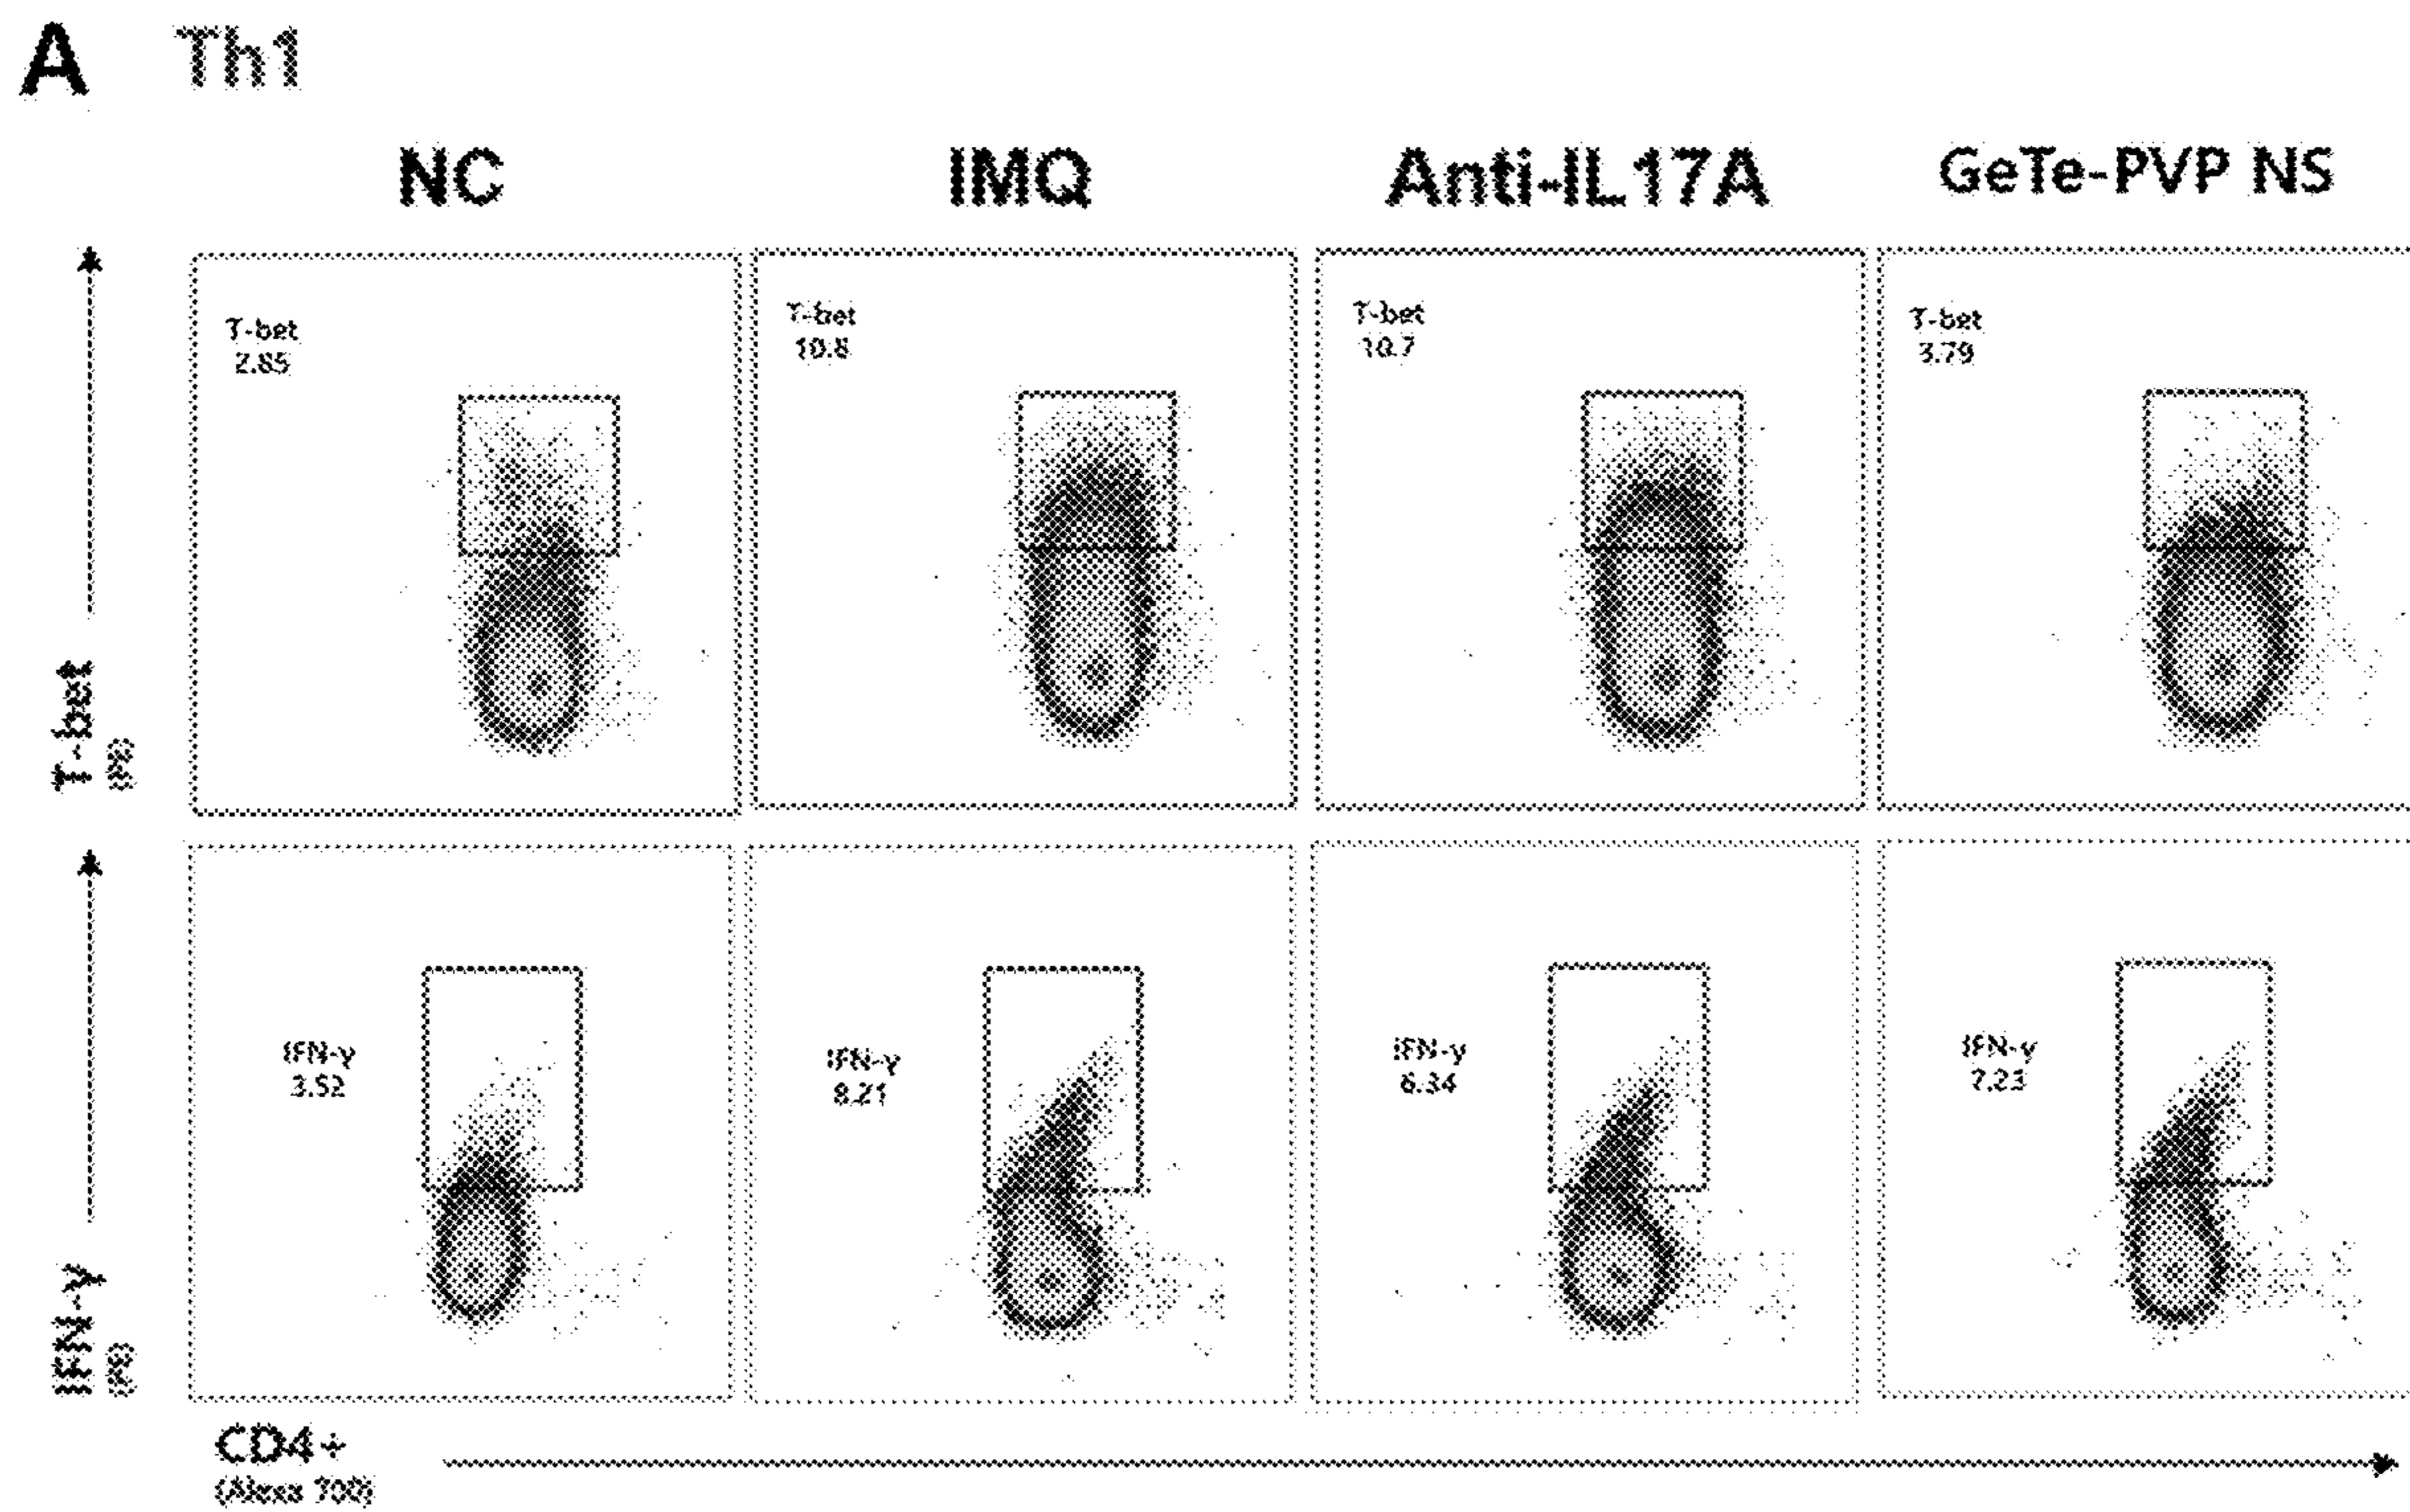 A Th1
NC IMQ Anti-IL17A GeTe-PVP NS
T-bet
2.85
T-bet
10.8
T-bet
10.7
T-bet
3.79
T-bet
(PE)
IFN-γ
3.52
IFN-γ
8.21
IFN-γ
6.34
IFN-γ
7.23
IFN-γ
CD4+
(Alexa 700)